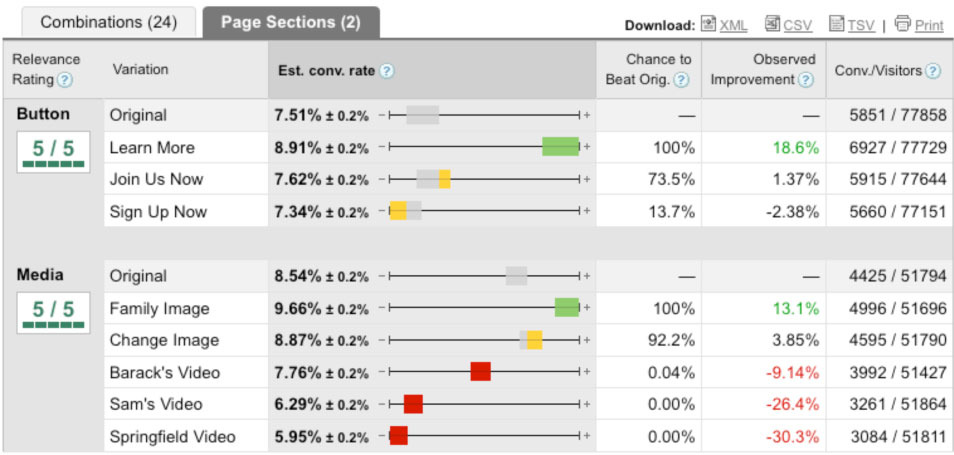 Combinations (24)
Page Sections (2)
Download: XML CSV TSV | Print
Relevance Rating ? Variation Est. conv. rate ? Chance to Beat Orig. ? Observed Improvement ? Conv./Visitors ?
Button
5 / 5
Original 7.51% ± 0.2% - + — — 5851 / 77858
Learn More 8.91% ± 0.2% - + 100% 18.6% 6927 / 77729
Join Us Now 7.62% ± 0.2% - + 73.5% 1.37% 5915 / 77644
Sign Up Now 7.34% ± 0.2% - + 13.7% -2.38% 5660 / 77151
Media
5 / 5
Original 8.54% ± 0.2% - + — — 4425 / 51794
Family Image 9.66% ± 0.2% - + 100% 13.1% 4996 / 51696
Change Image 8.87% ± 0.2% - + 92.2% 3.85% 4595 / 51790
Barack's Video 7.76% ± 0.2% - + 0.04% -9.14% 3992 / 51427
Sam's Video 6.29% ± 0.2% - + 0.00% -26.4% 3261 / 51864
Springfield Video 5.95% ± 0.2% - + 0.00% -30.3% 3084 / 51811